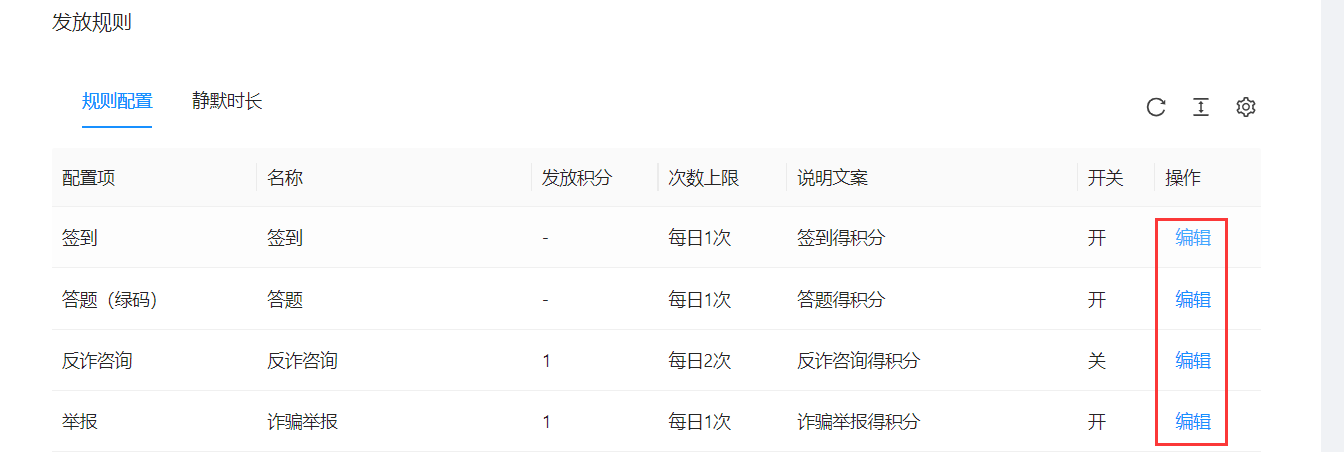 发放规则
规则配置 静默时长
配置项 名称 发放积分 次数上限 说明文案 开关 操作
签到 签到 - 每日1次 签到得积分 开 编辑
答题（绿码） 答题 - 每日1次 答题得积分 开 编辑
反诈咨询 反诈咨询 1 每日2次 反诈咨询得积分 关 编辑
举报 诈骗举报 1 每日1次 诈骗举报得积分 开 编辑